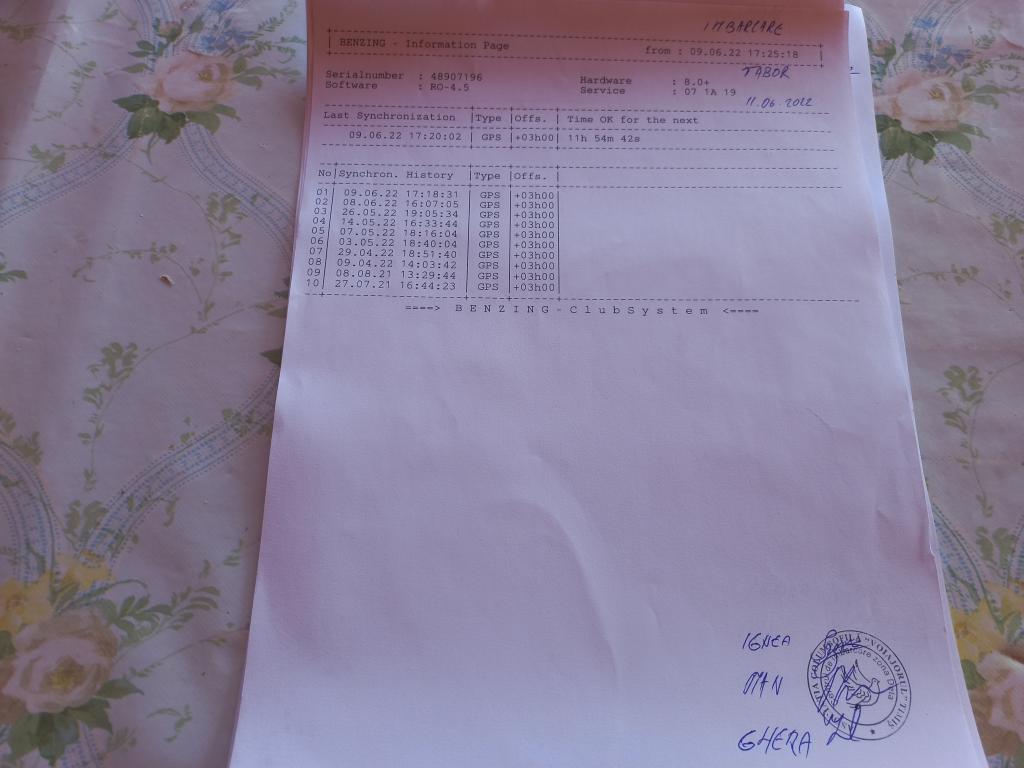 IMBARCARE
BENZING - Information Page from : 09.06.22 17:25:18
TABOR
Serialnumber : 48907196 Hardware : 8.0+
Software : RO-4.5 Service : 07 1A 19
11.06.2022
Last Synchronization |Type |Offs. | Time OK for the next
09.06.22 17:20:02 | GPS |+03h00| 11h 54m 42s
No|Synchron. History |Type |Offs. |
01| 09.06.22 17:18:31 | GPS |+03h00|
02| 08.06.22 16:07:05 | GPS |+03h00|
03| 26.05.22 19:05:34 | GPS |+03h00|
04| 14.05.22 16:33:44 | GPS |+03h00|
05| 07.05.22 18:16:04 | GPS |+03h00|
06| 03.05.22 18:40:04 | GPS |+03h00|
07| 29.04.22 18:51:40 | GPS |+03h00|
08| 09.04.22 14:03:42 | GPS |+03h00|
09| 08.08.21 13:29:44 | GPS |+03h00|
10| 27.07.21 16:44:23 | GPS |+03h00|
====> B E N Z I N G - C l u b S y s t e m <====
IGNEA
MAN
GHERA
"VOIAJORUL" TIMIS